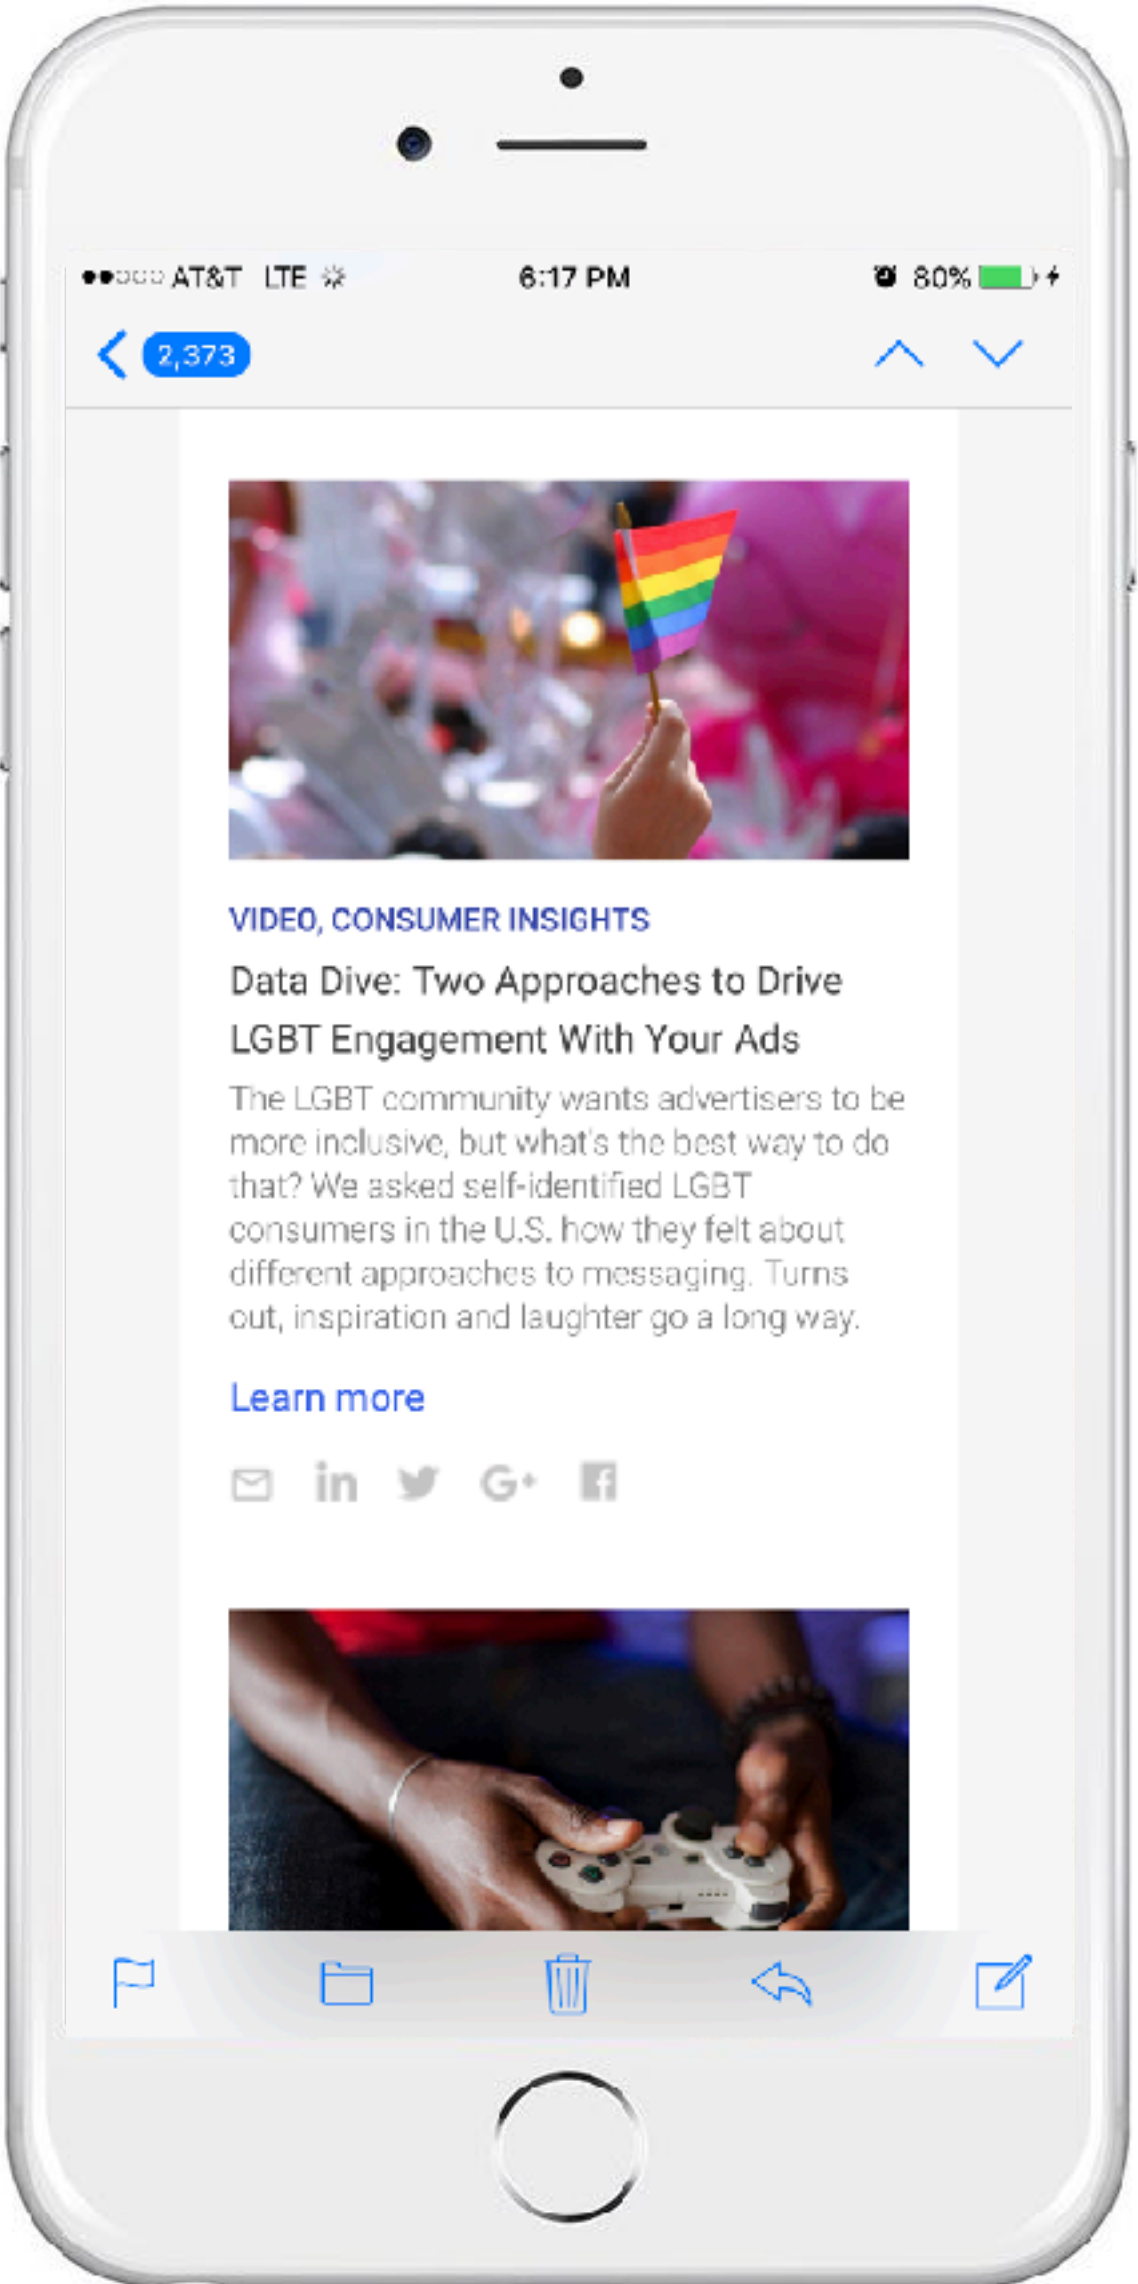 AT&T LTE 6:17 PM 80%
2,373
VIDEO, CONSUMER INSIGHTS
Data Dive: Two Approaches to Drive
LGBT Engagement With Your Ads
The LGBT community wants advertisers to be
more inclusive, but what's the best way to do
that? We asked self-identified LGBT
consumers in the U.S. how they felt about
different approaches to messaging. Turns
out, inspiration and laughter go a long way.
Learn more
in G+ f